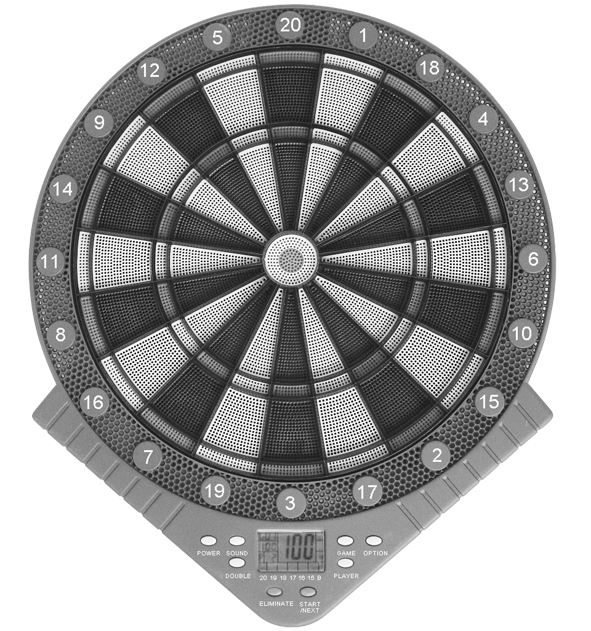 20
5 1
12 18
9 4
14 13
11 6
8 10
16 15
7 2
19 17
3
100
POWER SOUND GAME OPTION
DOUBLE PLAYER
20 19 18 17 16 15 B
ELIMINATE START
/NEXT